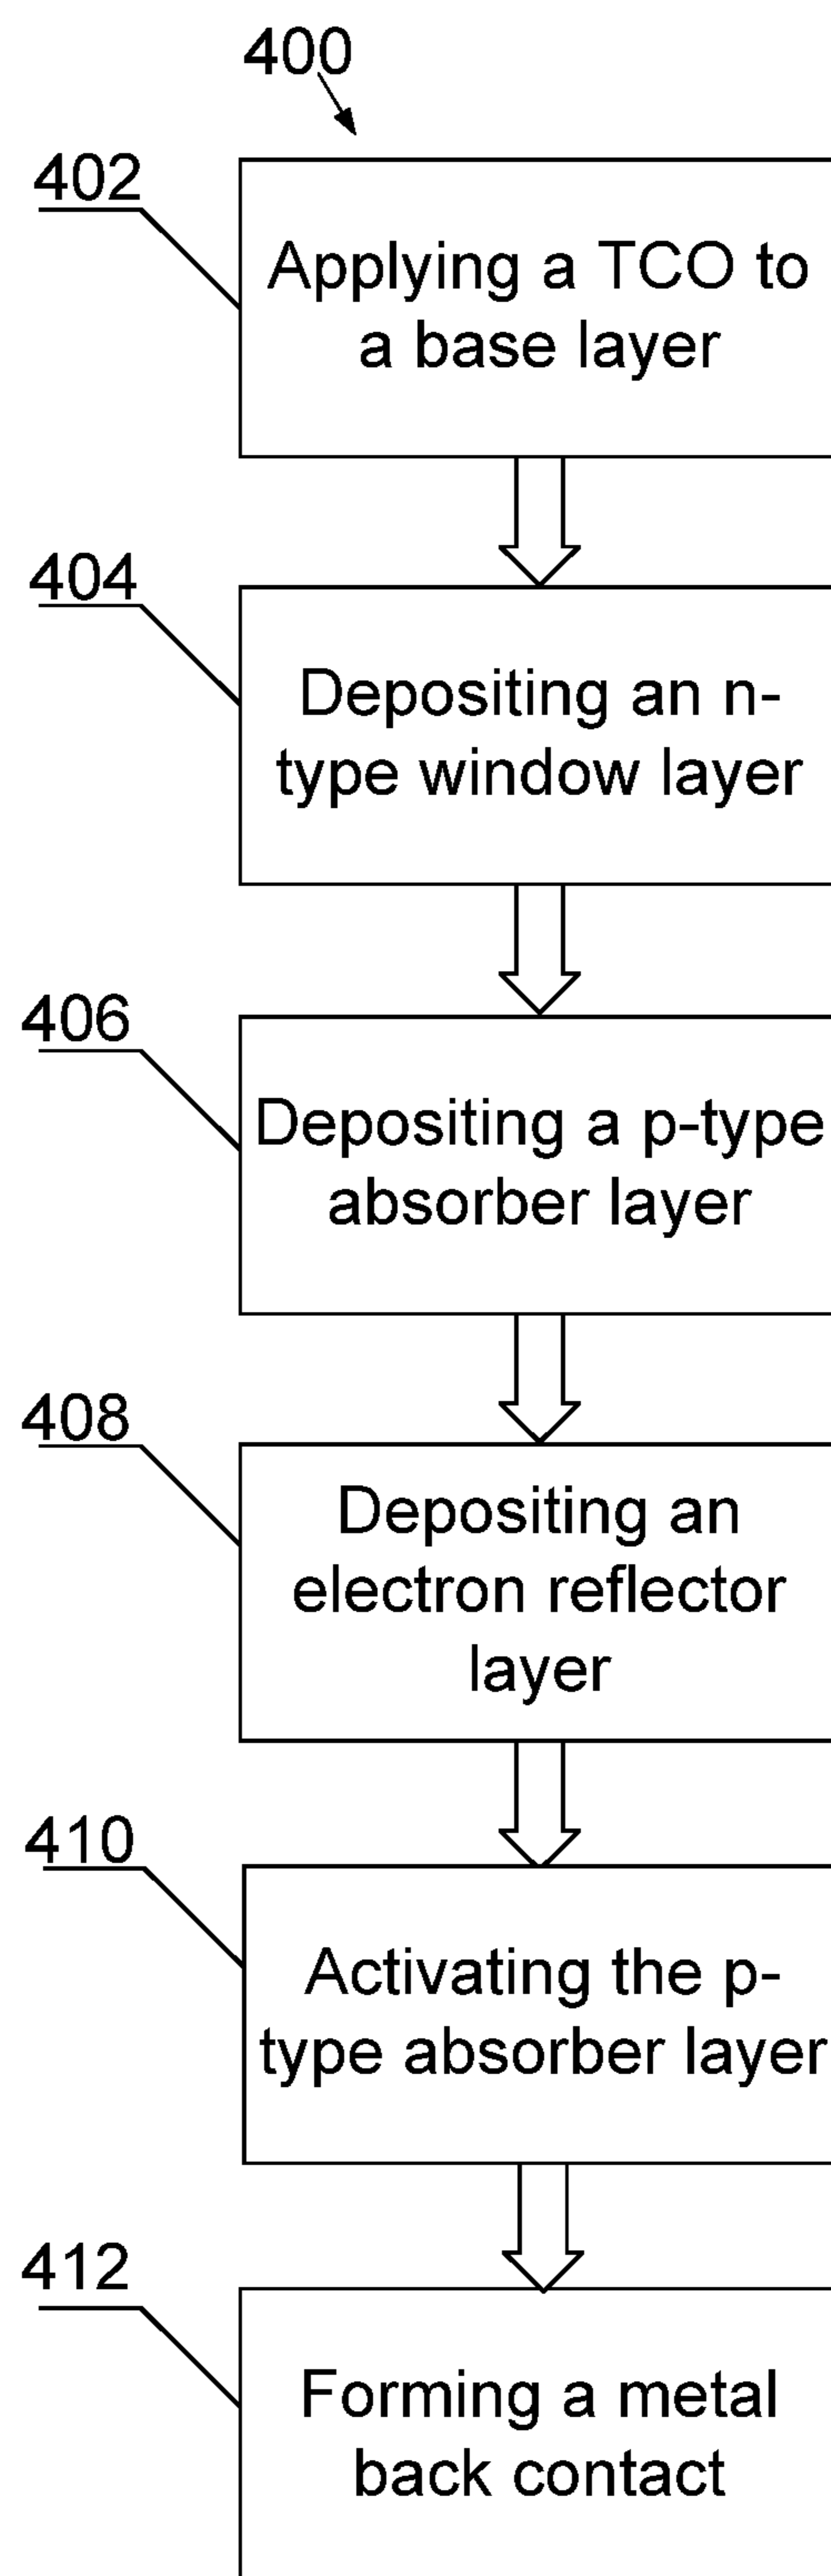 400
402
Applying a TCO to
a base layer
404
Depositing an n-
type window layer
406
Depositing a p-type
absorber layer
408
Depositing an
electron reflector
layer
410
Activating the p-
type absorber layer
412
Forming a metal
back contact